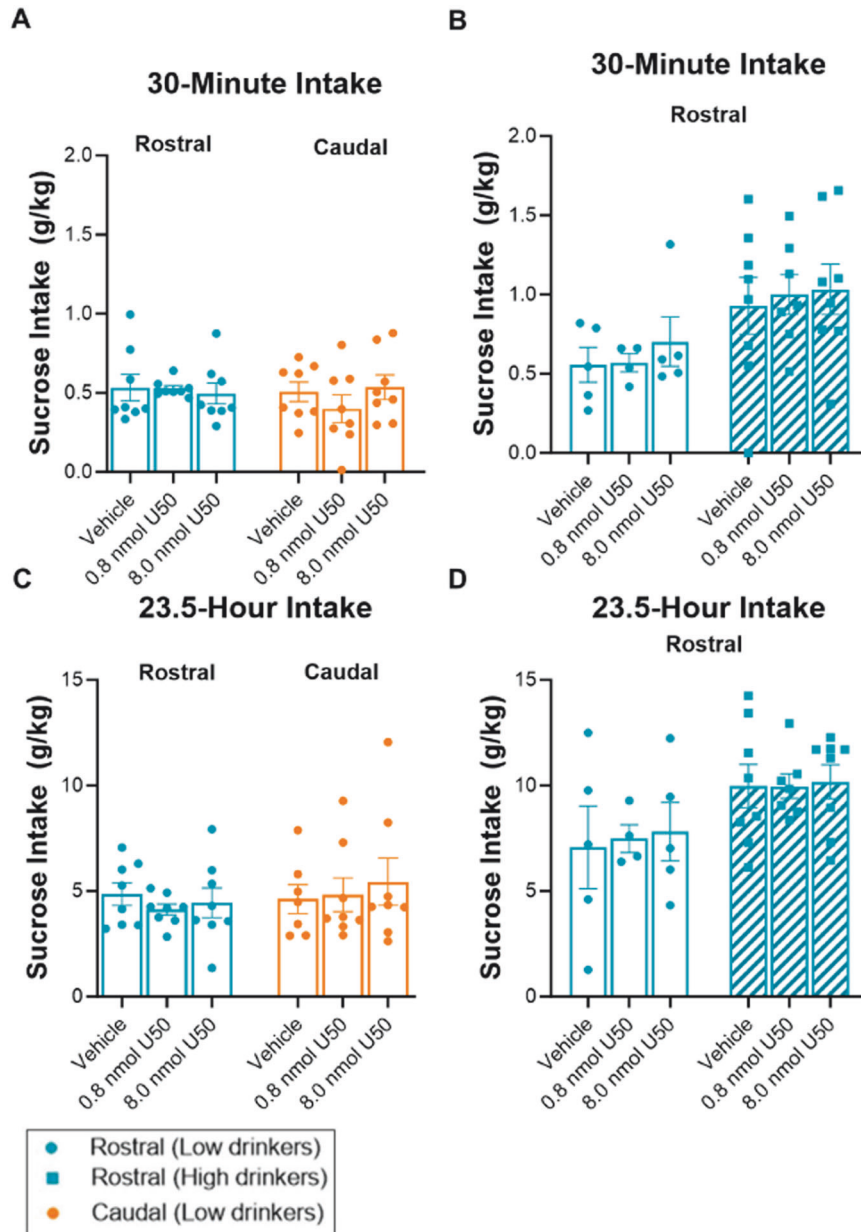 A
30-Minute Intake
Rostral Caudal
Sucrose Intake (g/kg)
2.0
1.5
1.0
0.5
0.0
Vehicle
0.8 nmol U50
8.0 nmol U50
Vehicle
0.8 nmol U50
8.0 nmol U50
B
30-Minute Intake
Rostral
Sucrose Intake (g/kg)
2.0
1.5
1.0
0.5
0.0
Vehicle
0.8 nmol U50
8.0 nmol U50
Vehicle
0.8 nmol U50
8.0 nmol U50
C
23.5-Hour Intake
Rostral Caudal
Sucrose Intake (g/kg)
15
10
5
0
Vehicle
0.8 nmol U50
8.0 nmol U50
Vehicle
0.8 nmol U50
8.0 nmol U50
D
23.5-Hour Intake
Rostral
Sucrose Intake (g/kg)
15
10
5
0
Vehicle
0.8 nmol U50
8.0 nmol U50
Vehicle
0.8 nmol U50
8.0 nmol U50
Rostral (Low drinkers)
Rostral (High drinkers)
Caudal (Low drinkers)